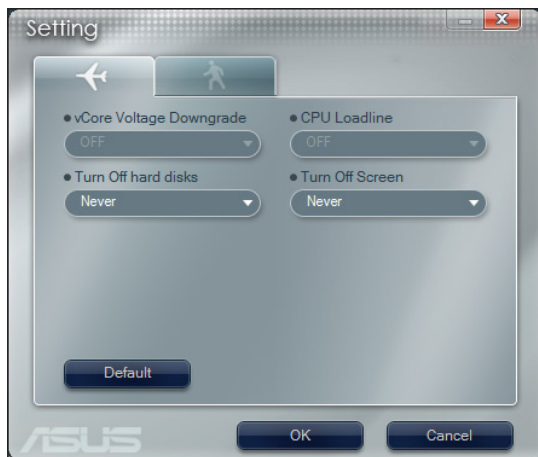 Setting
vCore Voltage Downgrade
CPU Loadline
OFF
OFF
Turn Off hard disks
Turn Off Screen
Never
Never
Default
ASUS
OK
Cancel